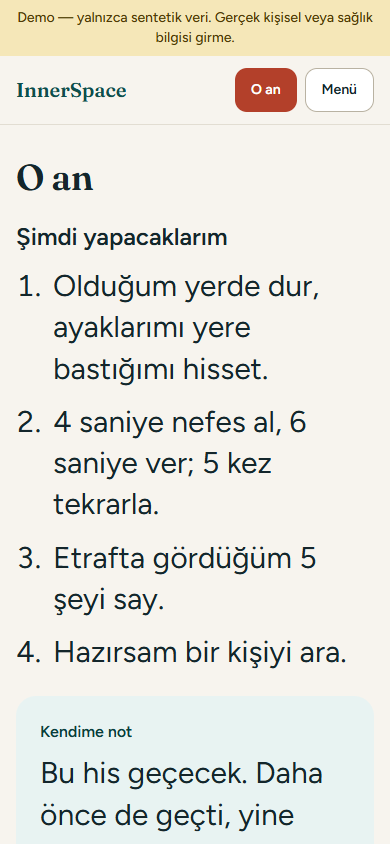 Demo — yalnızca sentetik veri. Gerçek kişisel veya sağlık
bilgisi girme.
InnerSpace
O an
Menü
O an
Şimdi yapacaklarım
1. Olduğum yerde dur,
ayaklarımı yere
bastığımı hisset.
2. 4 saniye nefes al, 6
saniye ver; 5 kez
tekrarla.
3. Etrafta gördüğüm 5
şeyi say.
4. Hazırsam bir kişiyi ara.
Kendime not
Bu his geçecek. Daha
önce de geçti, yine